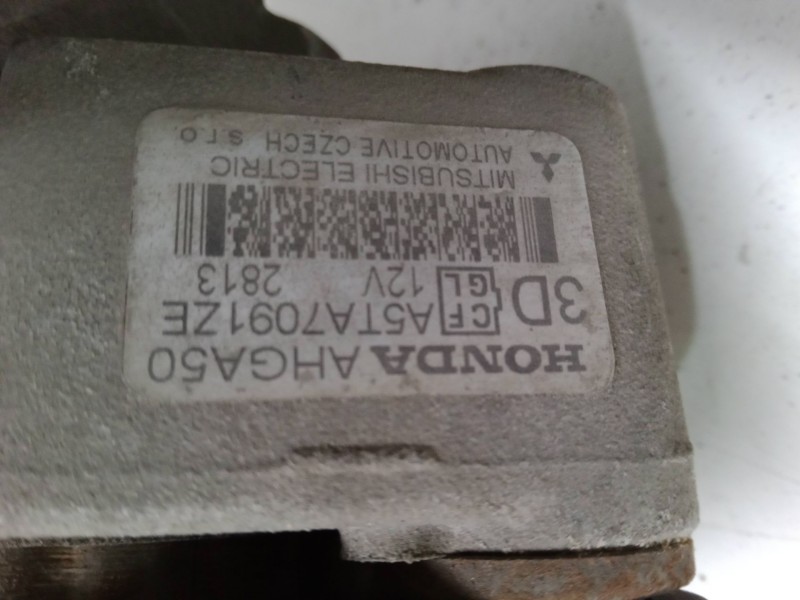 HONDA AHGA50
3D CF GL A5TA7091ZE
12V 2813
MITSUBISHI ELECTRIC
AUTOMOTIVE CZECH s.r.o.